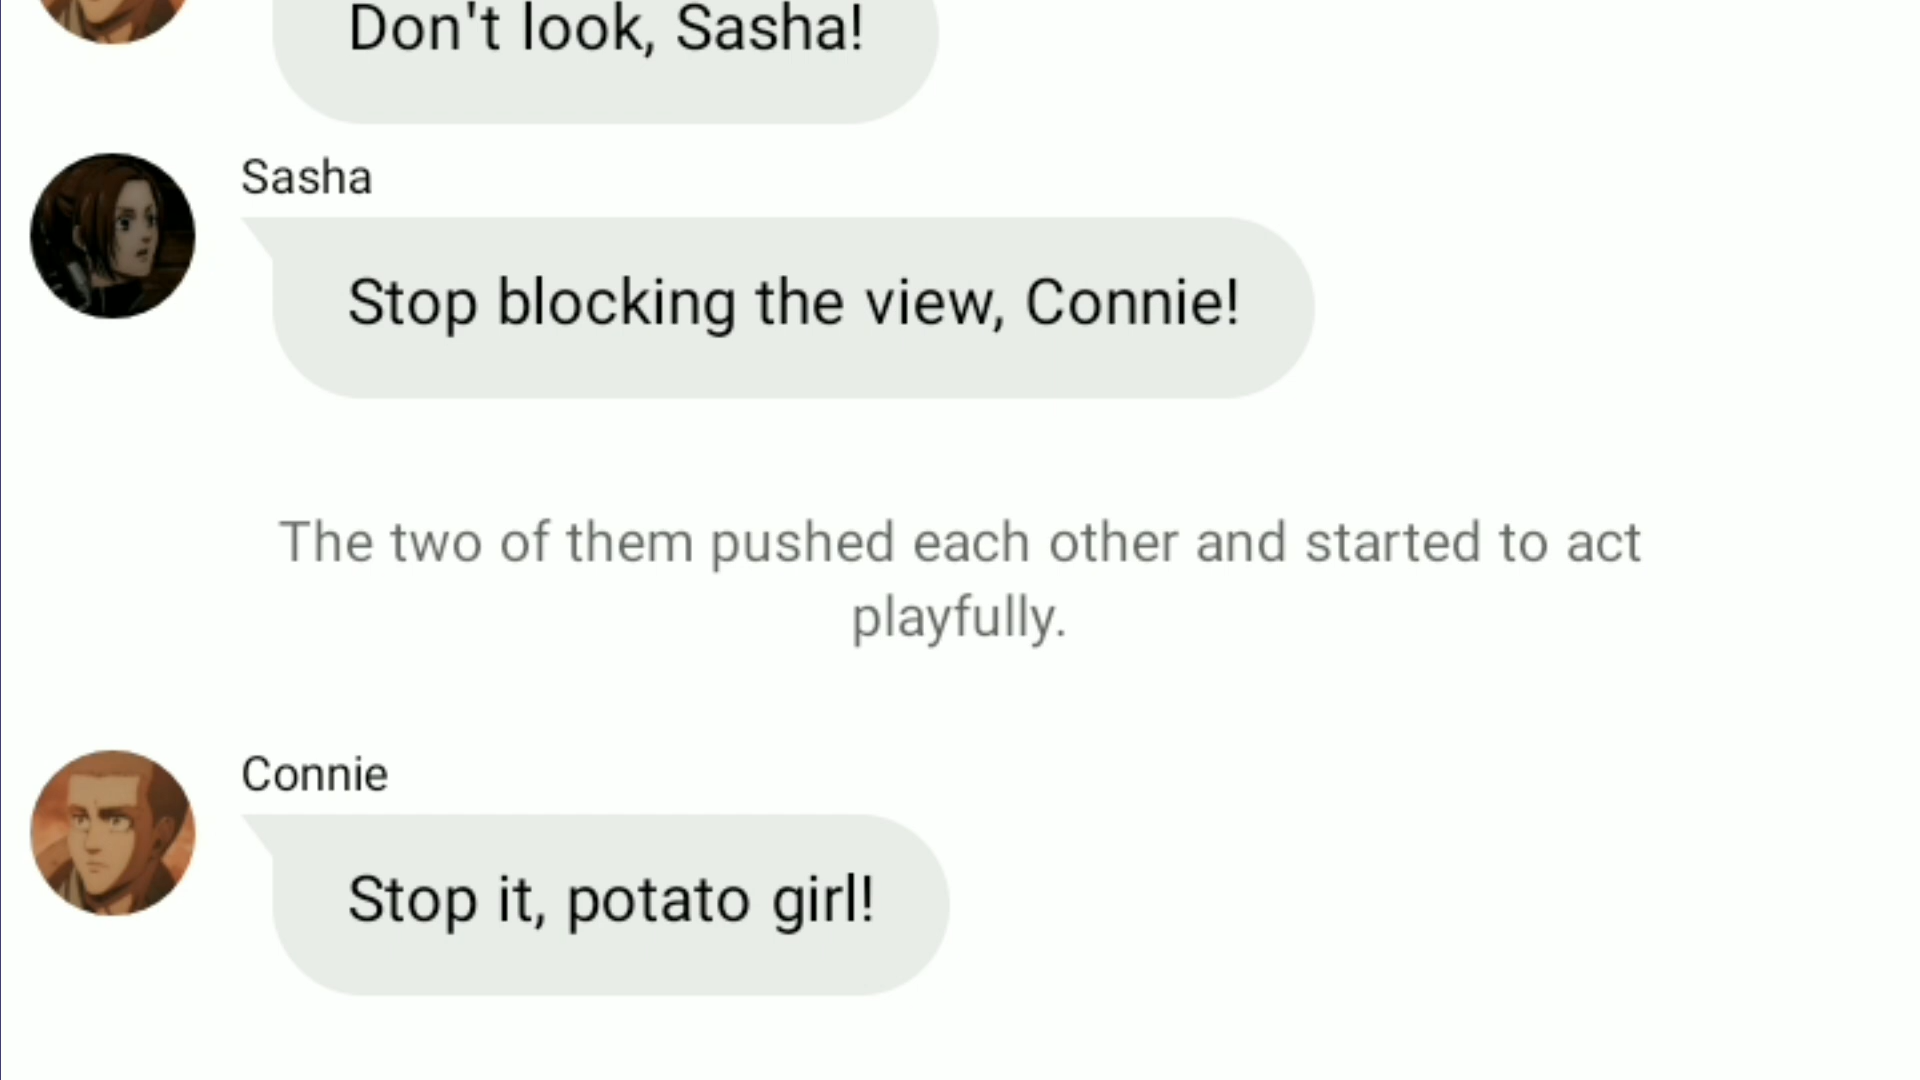 Don't look, Sasha!
Sasha
Stop blocking the view, Connie!
The two of them pushed each other and started to act
playfully.
Connie
Stop it, potato girl!